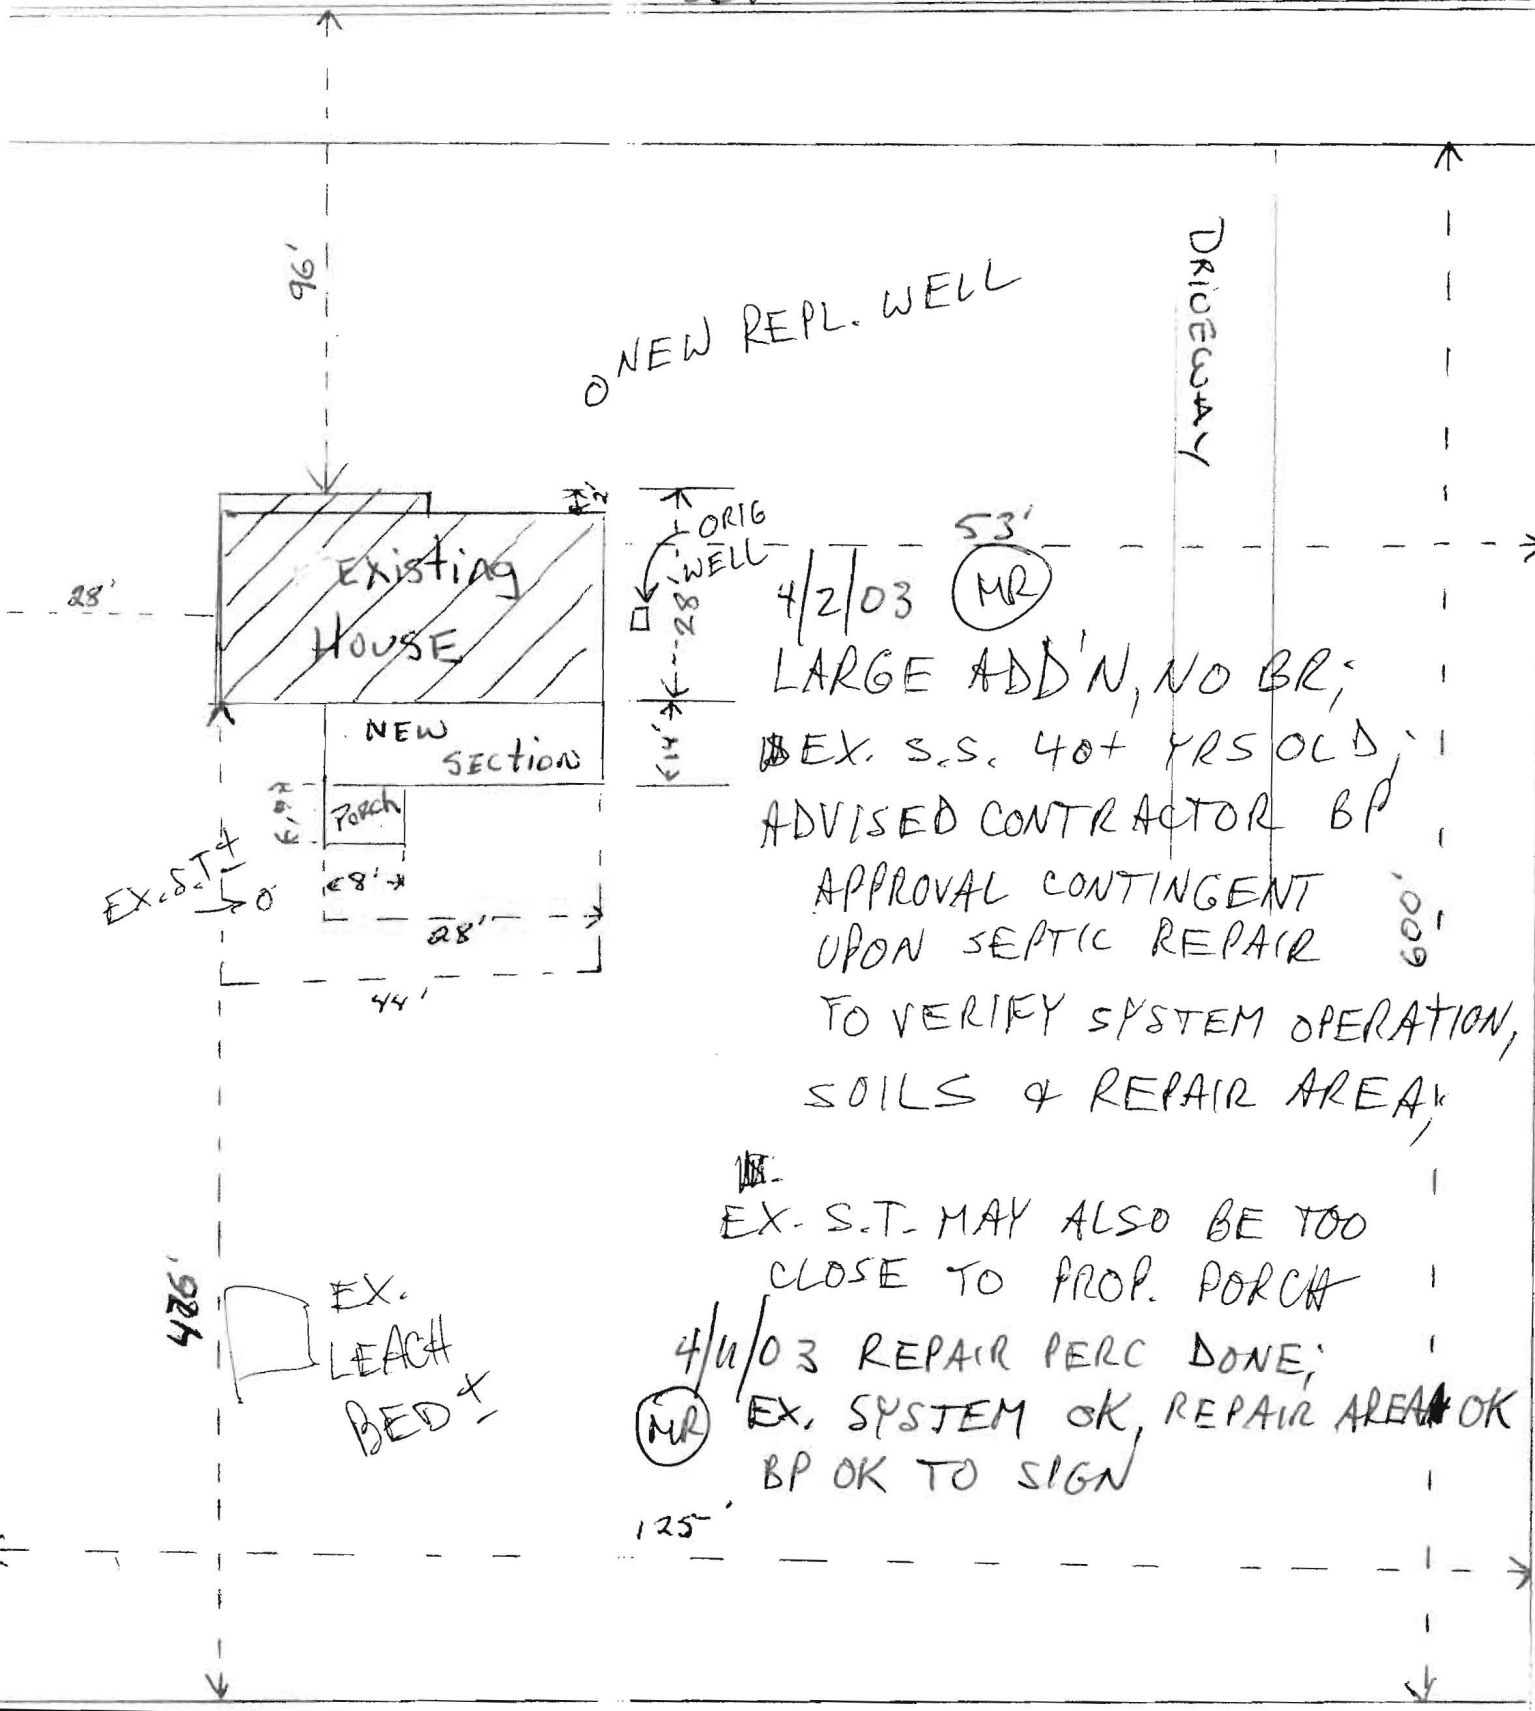 96'
NEW REPL. WELL
DRIVEWAY
2'
ORIG
WELL
53'
28'
Existing
HOUSE
28'
4/2/03 MR
LARGE ADD'N, NO BR;
EX. S.S. 40+ YRS OLD;
ADVISED CONTRACTOR BP
APPROVAL CONTINGENT
UPON SEPTIC REPAIR
TO VERIFY SYSTEM OPERATION,
SOILS & REPAIR AREA;
NEW
SECTION
14'
Porch
EX. S.T. ±
8'
28'
44'
600'
EX. S.T. MAY ALSO BE TOO
CLOSE TO PROP. PORCH
EX.
LEACH
BED ±
REPAIR PERC DONE;
MR EX. SYSTEM OK, REPAIR AREA OK
BP OK TO SIGN
125'